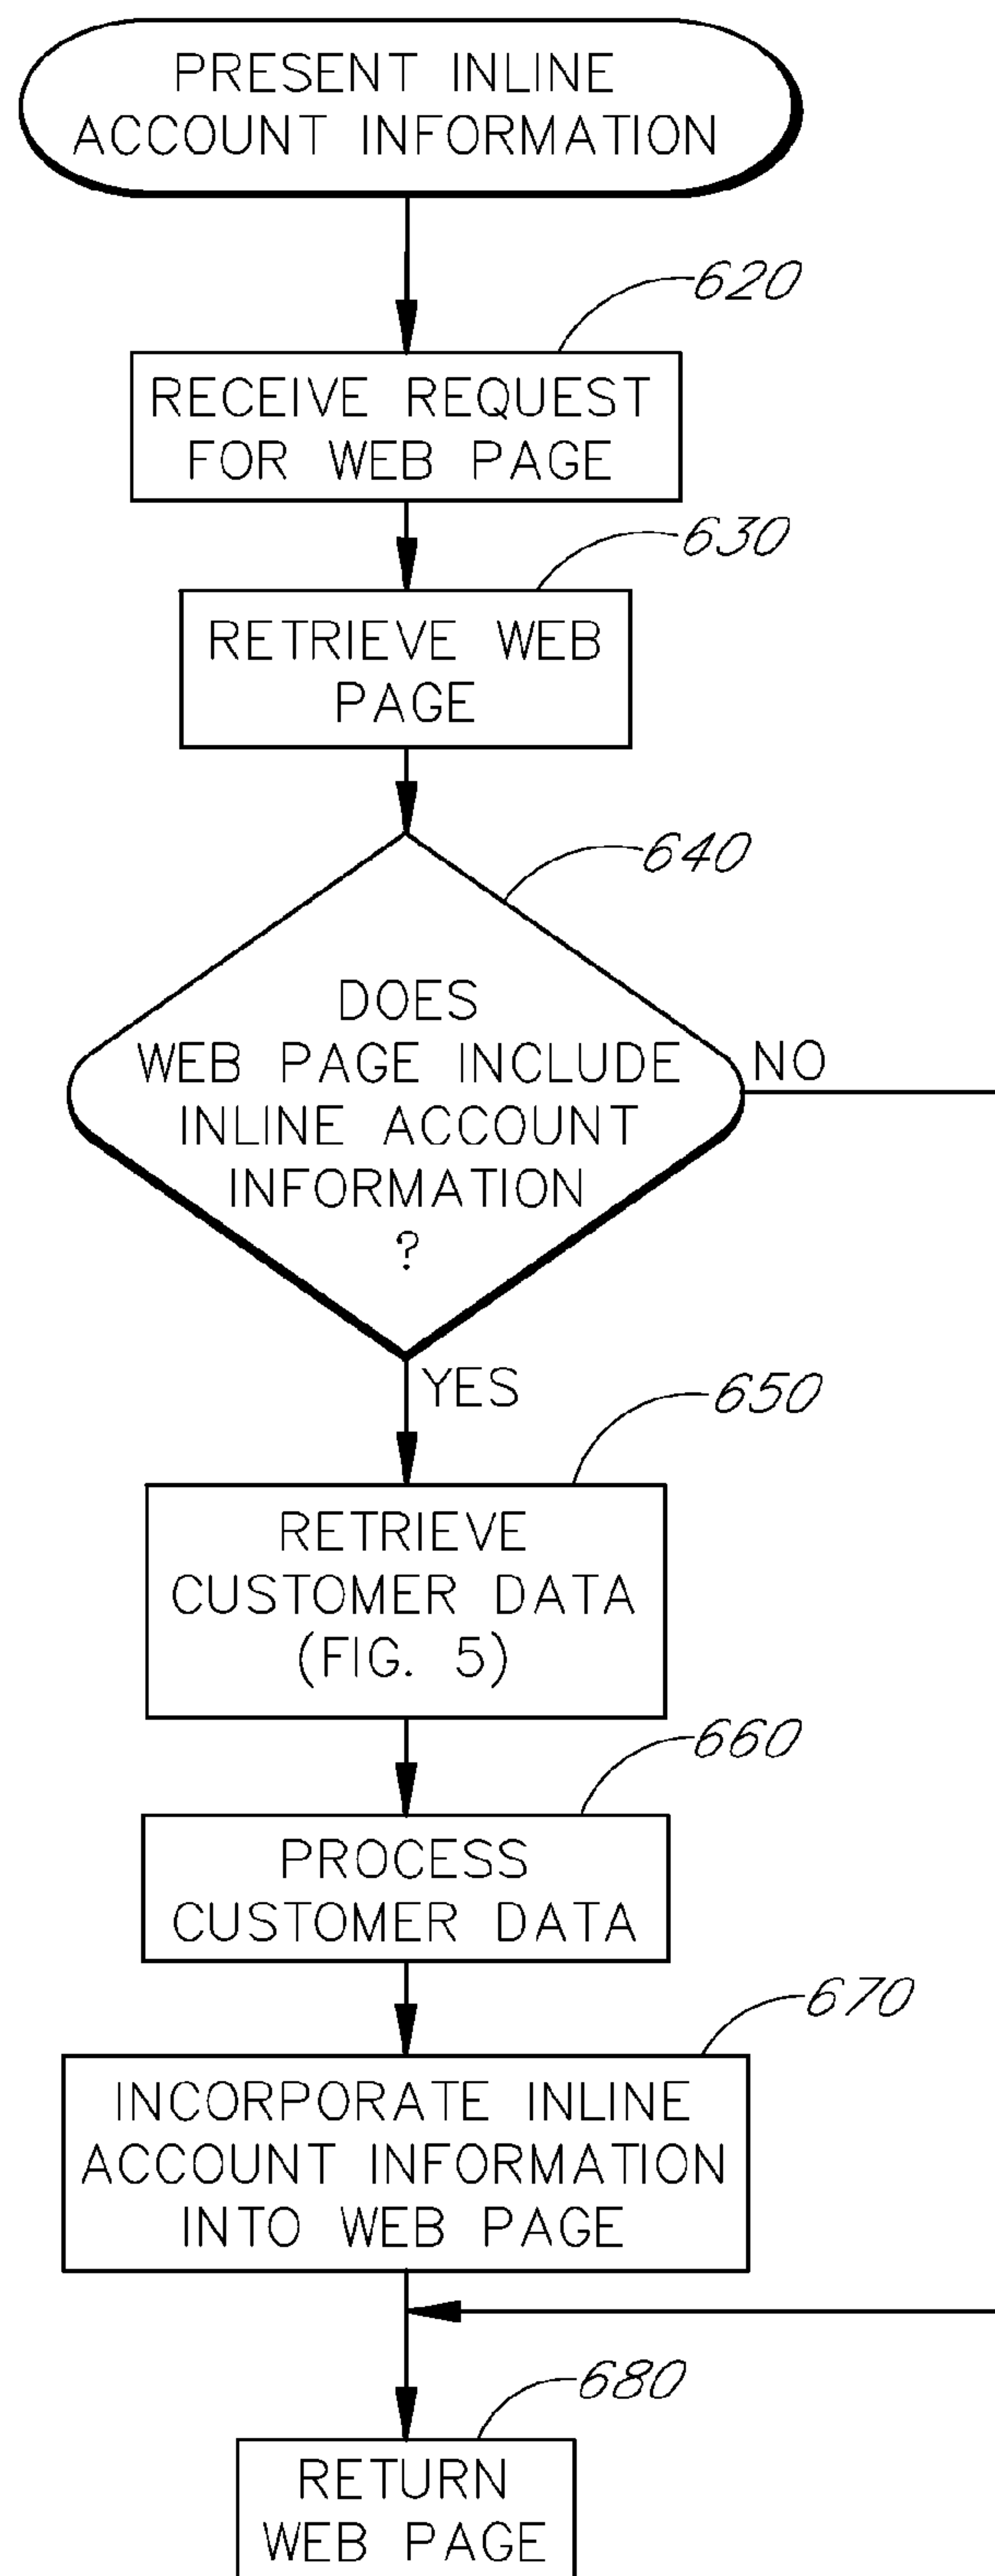 PRESENT INLINE
ACCOUNT INFORMATION
620
RECEIVE REQUEST
FOR WEB PAGE
630
RETRIEVE WEB
PAGE
640
DOES
WEB PAGE INCLUDE
INLINE ACCOUNT
INFORMATION
?
NO
YES
650
RETRIEVE
CUSTOMER DATA
(FIG. 5)
660
PROCESS
CUSTOMER DATA
670
INCORPORATE INLINE
ACCOUNT INFORMATION
INTO WEB PAGE
680
RETURN
WEB PAGE